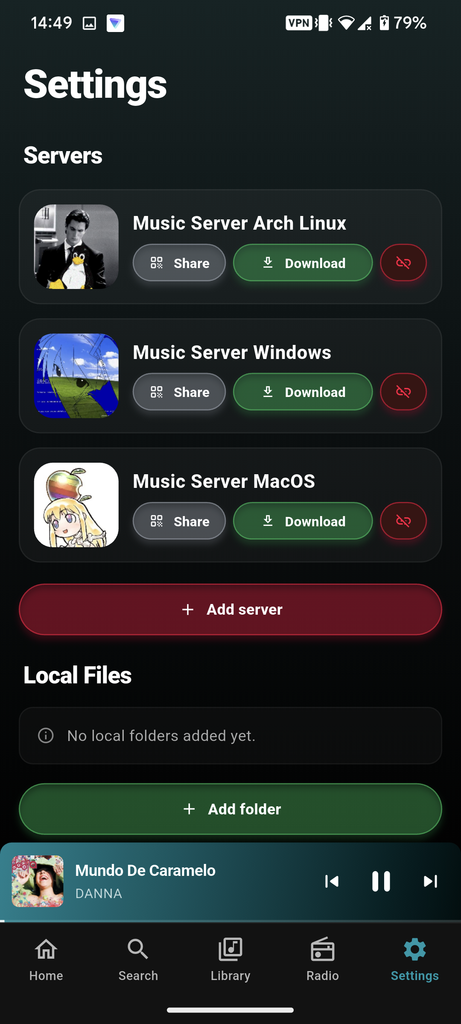 14:49 VPN 79%
Settings
Servers
Music Server Arch Linux
Share Download
Music Server Windows
Share Download
Music Server MacOS
Share Download
Add server
Local Files
No local folders added yet.
Add folder
Mundo De Caramelo
DANNA
Home Search Library Radio Settings